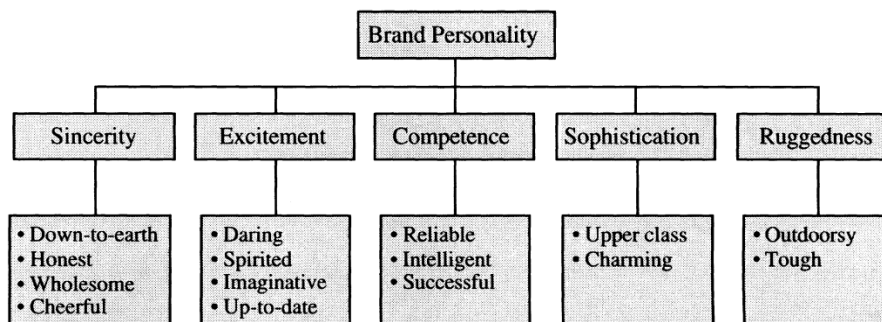 Brand Personality
Sincerity
Excitement
Competence
Sophistication
Ruggedness
• Down-to-earth
• Honest
• Wholesome
• Cheerful
• Daring
• Spirited
• Imaginative
• Up-to-date
• Reliable
• Intelligent
• Successful
• Upper class
• Charming
• Outdoorsy
• Tough